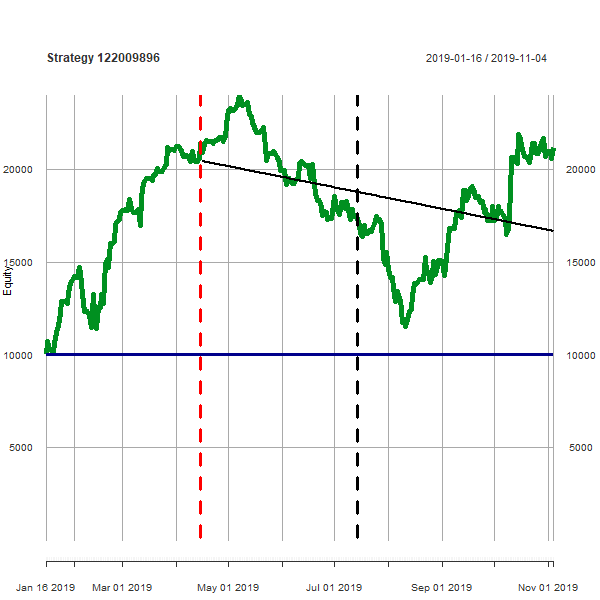 Strategy 122009896
2019-01-16 / 2019-11-04
20000
20000
15000
15000
Equity
10000
10000
5000
5000
Jan 16 2019
Mar 01 2019
May 01 2019
Jul 01 2019
Sep 01 2019
Nov 01 2019